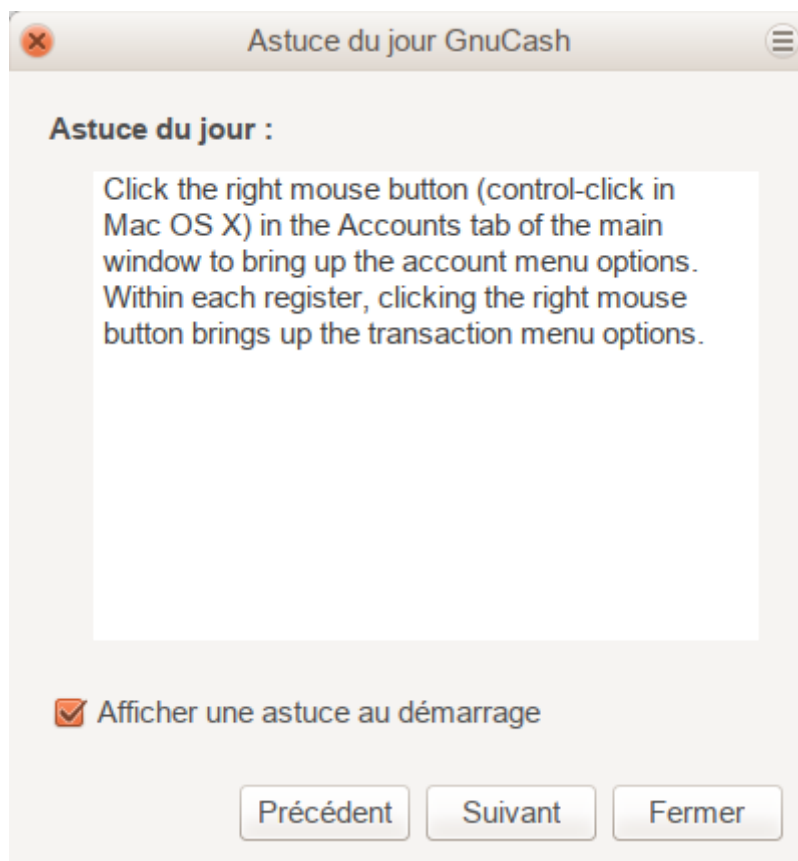 Astuce du jour GnuCash
Astuce du jour :
Click the right mouse button (control-click in
Mac OS X) in the Accounts tab of the main
window to bring up the account menu options.
Within each register, clicking the right mouse
button brings up the transaction menu options.
Afficher une astuce au démarrage
Précédent Suivant Fermer